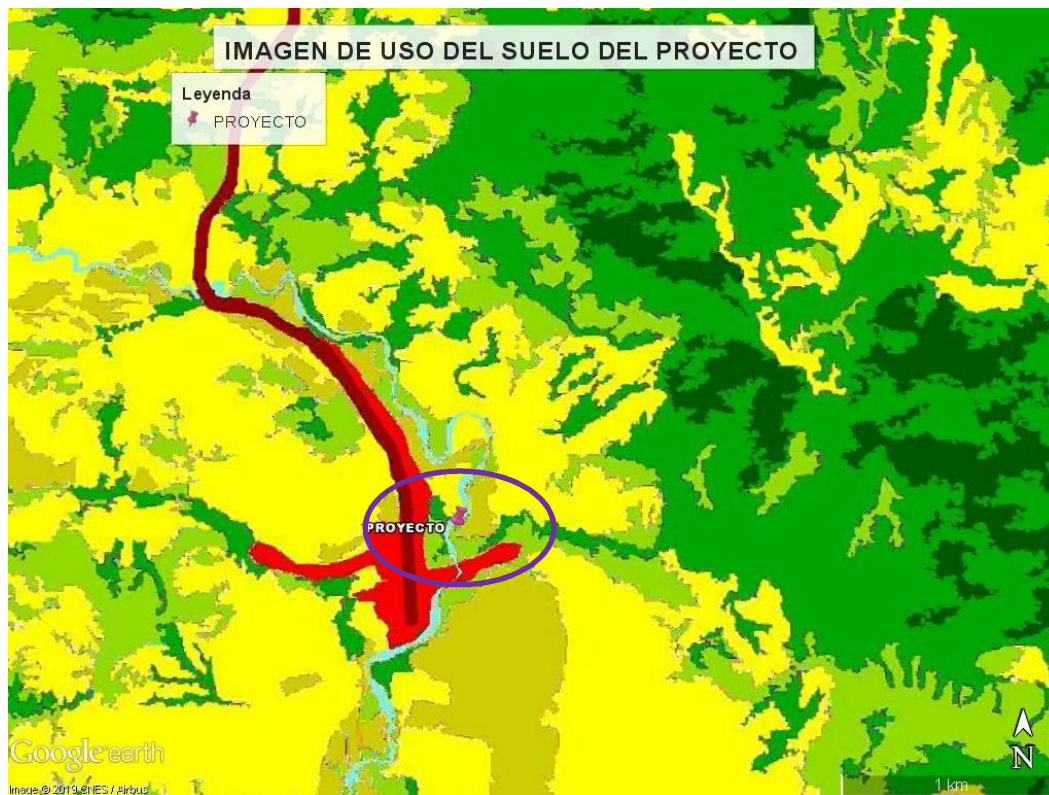 IMAGEN DE USO DEL SUELO DEL PROYECTO
Leyenda
PROYECTO
PROYECTO
Google earth
Image © 2019 CNES / Airbus
N
1 km